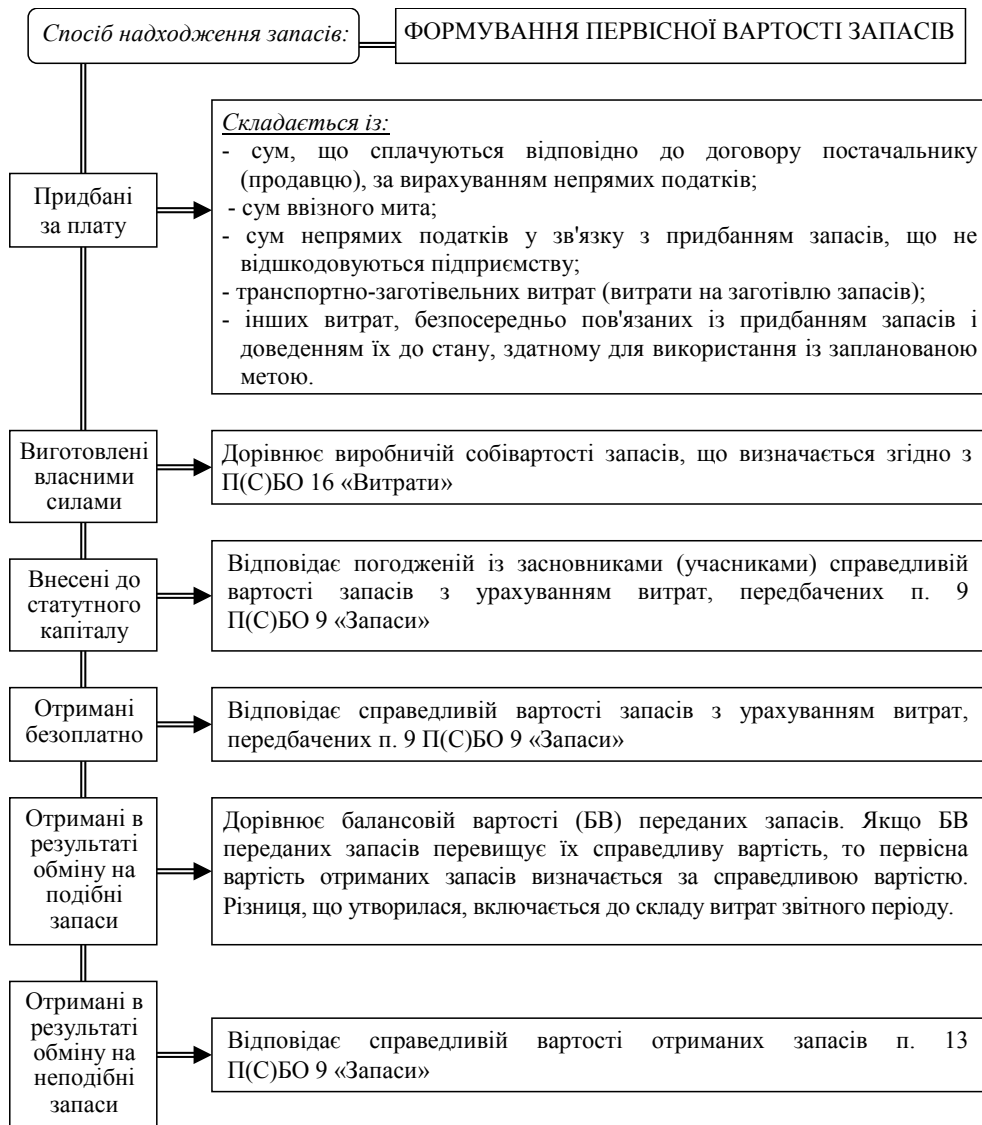 Спосіб надходження запасів:
ФОРМУВАННЯ ПЕРВІСНОЇ ВАРТОСТІ ЗАПАСІВ
Придбані
за плату
Складається із:
- сум, що сплачуються відповідно до договору постачальнику
(продавцю), за вирахуванням непрямих податків;
- сум ввізного мита;
- сум непрямих податків у зв'язку з придбанням запасів, що не
відшкодовуються підприємству;
- транспортно-заготівельних витрат (витрати на заготівлю запасів);
- інших витрат, безпосередньо пов'язаних із придбанням запасів і
доведенням їх до стану, здатному для використання із запланованою
метою.
Виготовлені
власними
силами
Дорівнює виробничій собівартості запасів, що визначається згідно з
П(С)БО 16 «Витрати»
Внесені до
статутного
капіталу
Відповідає погодженій із засновниками (учасниками) справедливій
вартості запасів з урахуванням витрат, передбачених п. 9
П(С)БО 9 «Запаси»
Отримані
безоплатно
Відповідає справедливій вартості запасів з урахуванням витрат,
передбачених п. 9 П(С)БО 9 «Запаси»
Отримані в
результаті
обміну на
подібні
запаси
Дорівнює балансовій вартості (БВ) переданих запасів. Якщо БВ
переданих запасів перевищує їх справедливу вартість, то первісна
вартість отриманих запасів визначається за справедливою вартістю.
Різниця, що утворилася, включається до складу витрат звітного періоду.
Отримані в
результаті
обміну на
неподібні
запаси
Відповідає справедливій вартості отриманих запасів п. 13
П(С)БО 9 «Запаси»